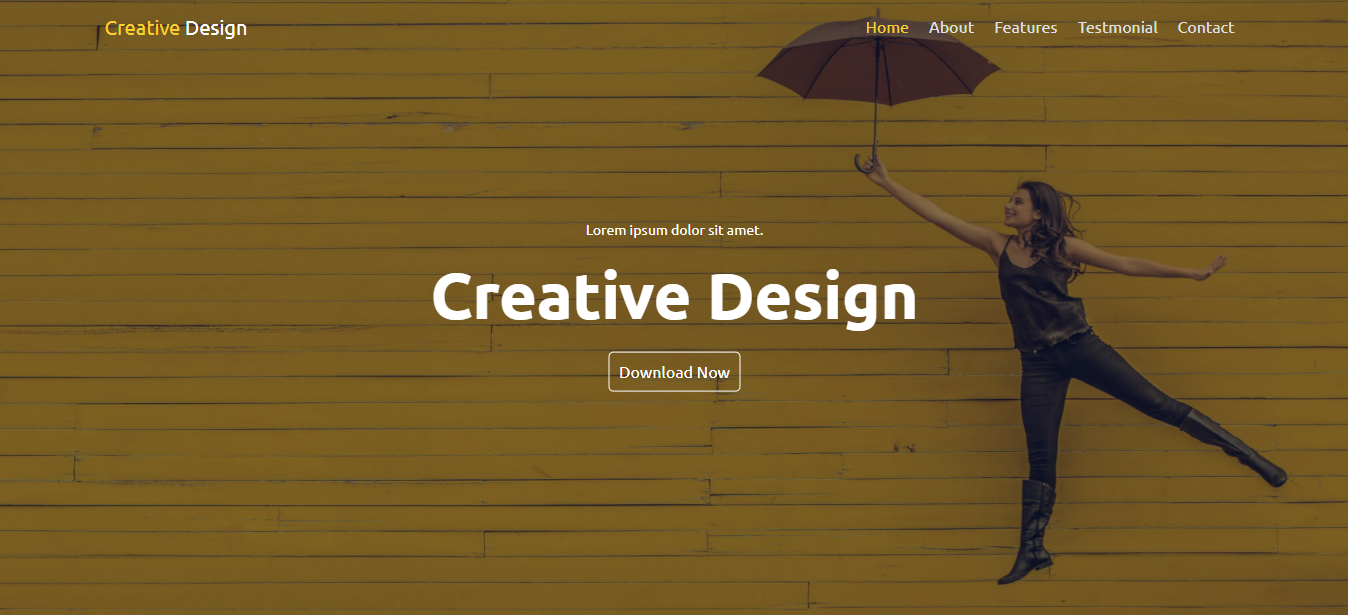 Creative Design
Home About Features Testmonial Contact
Lorem ipsum dolor sit amet.
Creative Design
Download Now